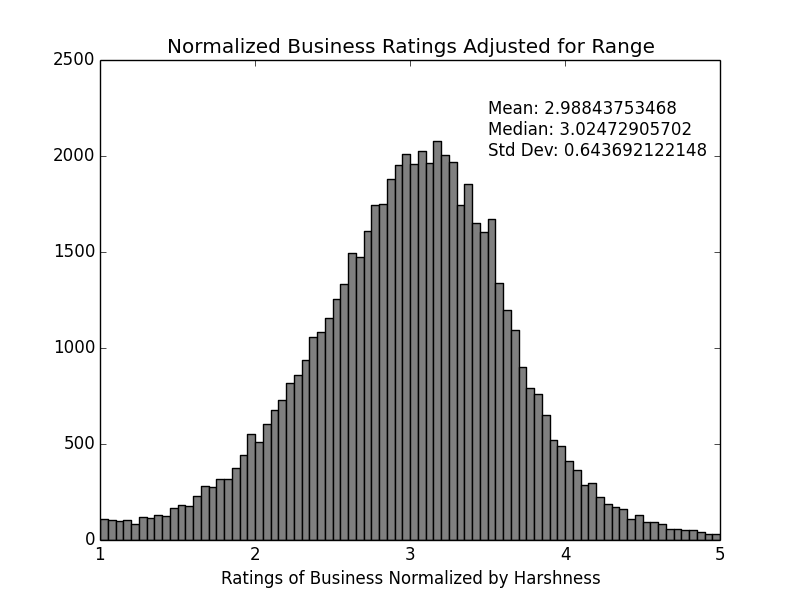 Normalized Business Ratings Adjusted for Range
2500
2000
1500
1000
500
0
Mean: 2.98843753468
Median: 3.02472905702
Std Dev: 0.643692122148
1 2 3 4 5
Ratings of Business Normalized by Harshness